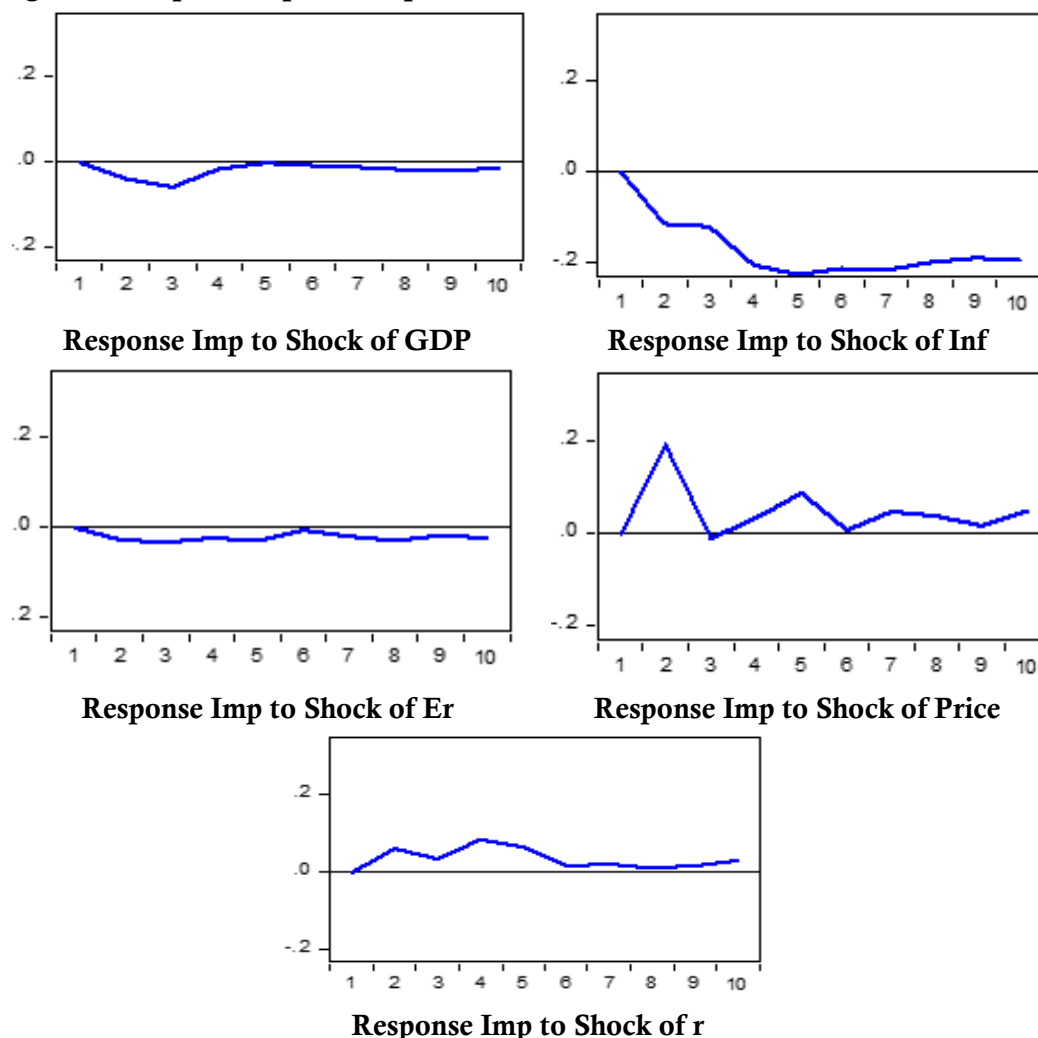 .2
.0
-.2
1 2 3 4 5 6 7 8 9 10
Response Imp to Shock of GDP
.2
.0
-.2
1 2 3 4 5 6 7 8 9 10
Response Imp to Shock of Inf
.2
.0
.2
1 2 3 4 5 6 7 8 9 10
Response Imp to Shock of Er
.2
.0
-.2
1 2 3 4 5 6 7 8 9 10
Response Imp to Shock of Price
.2
.0
-.2
1 2 3 4 5 6 7 8 9 10
Response Imp to Shock of r